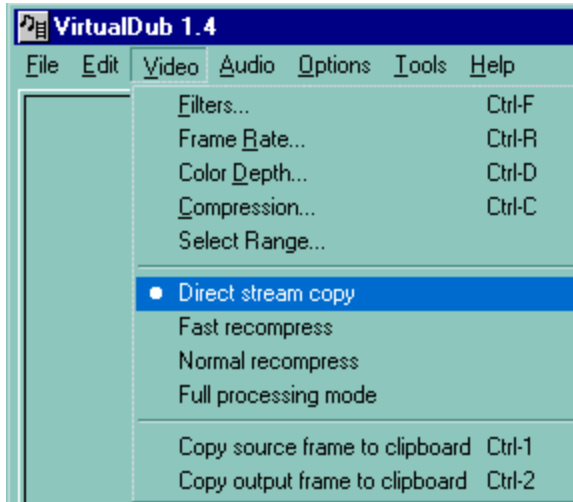 VirtualDub 1.4
File Edit Video Audio Options Tools Help
Filters... Ctrl-F
Frame Rate... Ctrl-R
Color Depth... Ctrl-D
Compression... Ctrl-C
Select Range...
Direct stream copy
Fast recompress
Normal recompress
Full processing mode
Copy source frame to clipboard Ctrl-1
Copy output frame to clipboard Ctrl-2